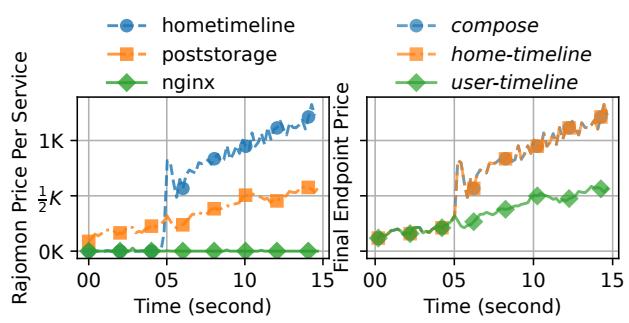 hometimeline
poststorage
nginx
compose
home-timeline
user-timeline
Rajomon Price Per Service
1K
½K
0K
00 05 10 15
Time (second)
Final Endpoint Price
00 05 10 15
Time (second)